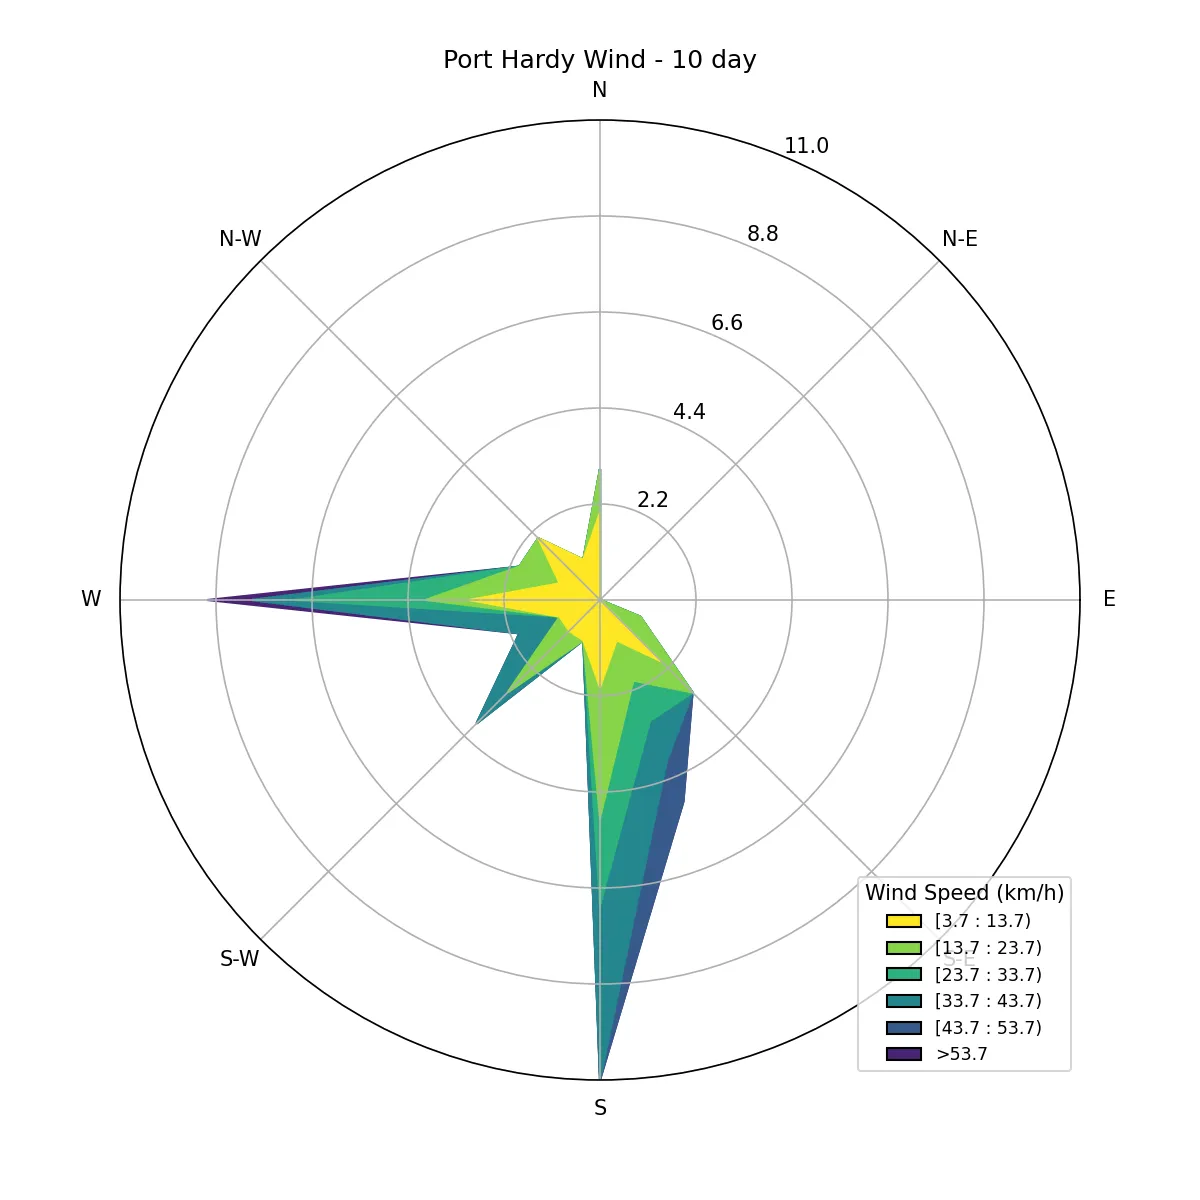 Port Hardy Wind - 10 day
N
11.0
N-W
8.8
N-E
6.6
4.4
2.2
W
E
S-W
S-E
S
Wind Speed (km/h)
[3.7 : 13.7)
[13.7 : 23.7)
[23.7 : 33.7)
[33.7 : 43.7)
[43.7 : 53.7)
>53.7